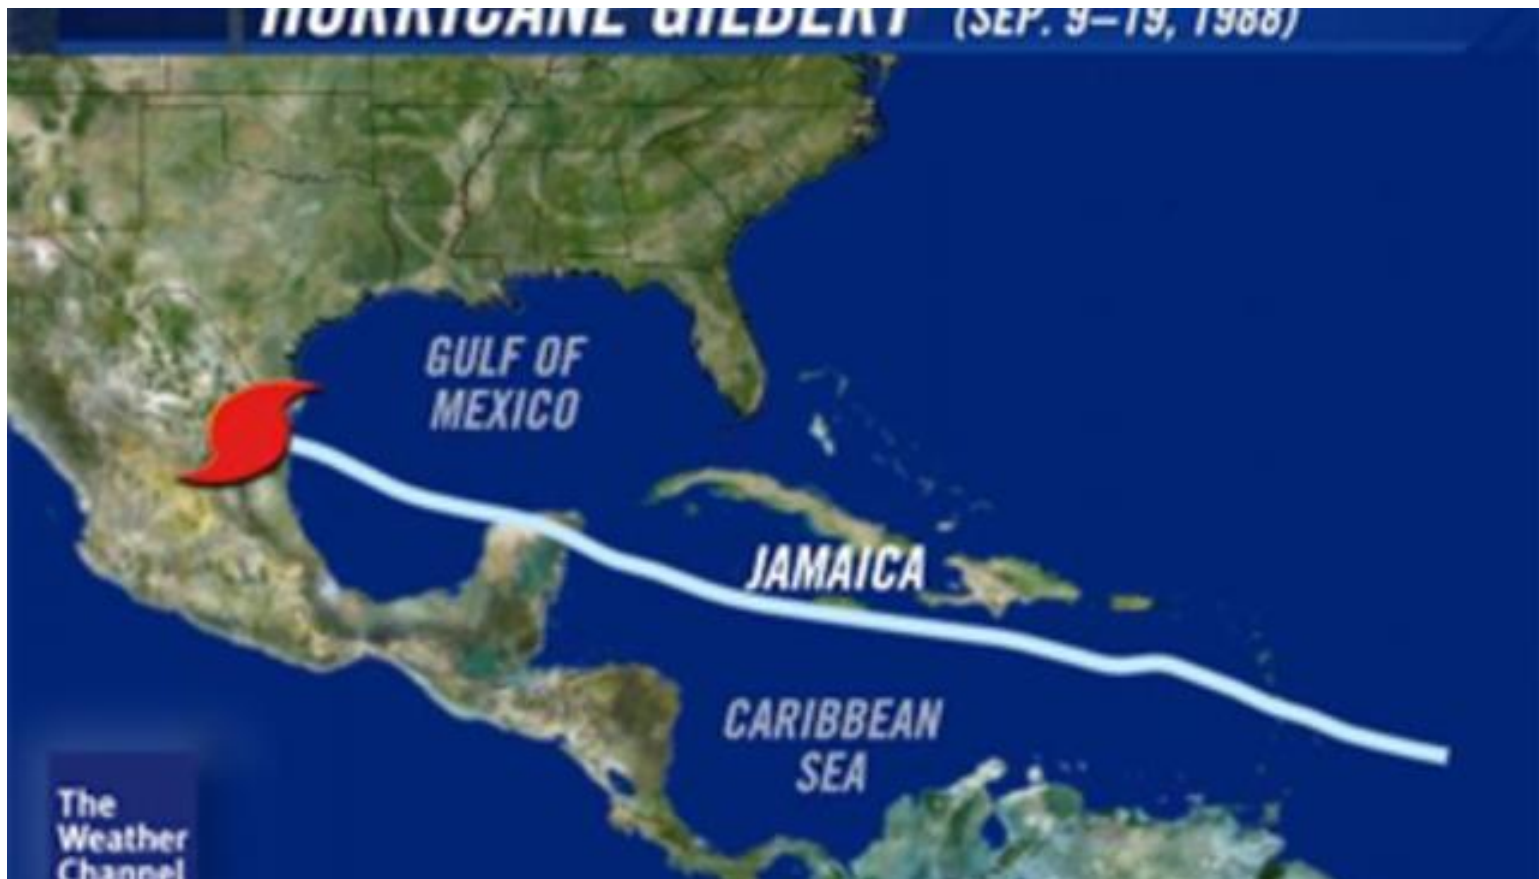 HURRICANE GILBERT (SEP. 9–19, 1988)
GULF OF
MEXICO
JAMAICA
CARIBBEAN
SEA
The
Weather
Channel